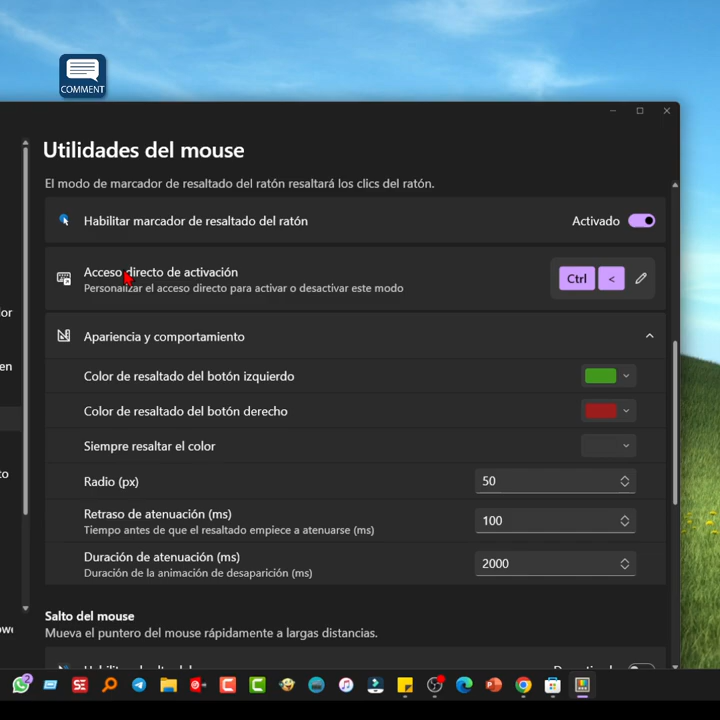 COMMENT
Utilidades del mouse
El modo de marcador de resaltado del ratón resaltará los clics del ratón.
Habilitar marcador de resaltado del ratón
Activado
Acceso directo de activación
Personalizar el acceso directo para activar o desactivar este modo
Ctrl <
Apariencia y comportamiento
Color de resaltado del botón izquierdo
Color de resaltado del botón derecho
Siempre resaltar el color
Radio (px)
50
Retraso de atenuación (ms)
Tiempo antes de que el resaltado empiece a atenuarse (ms)
100
Duración de atenuación (ms)
Duración de la animación de desaparición (ms)
2000
Salto del mouse
Mueva el puntero del mouse rápidamente a largas distancias.
or
en
to
2